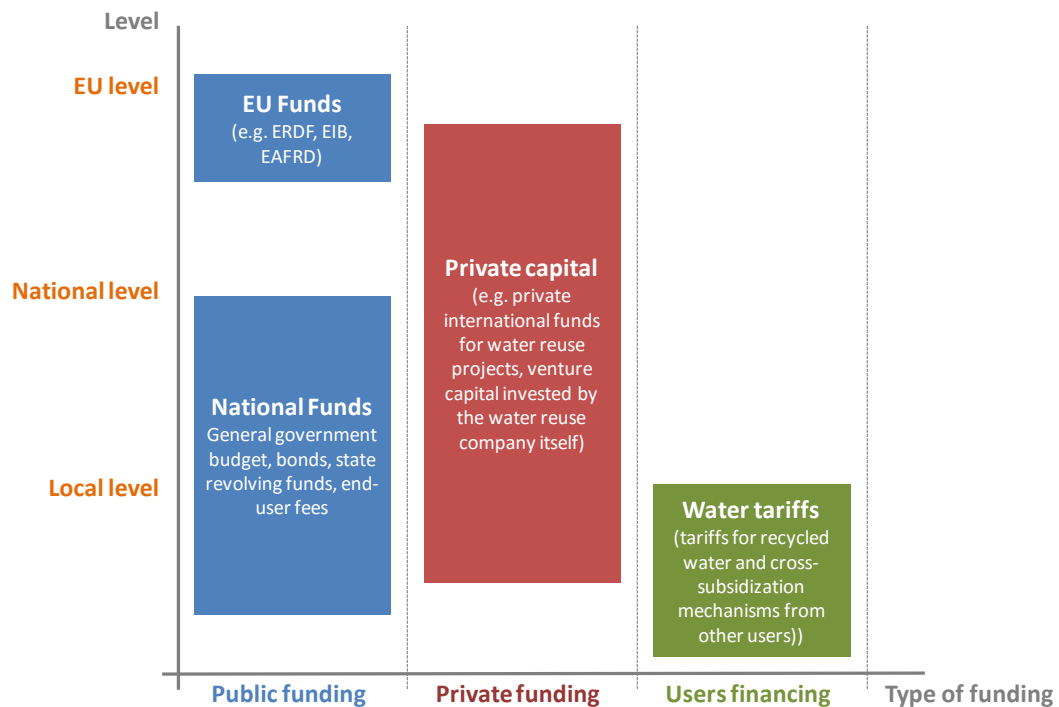 Level
EU level
EU Funds
(e.g. ERDF, EIB,
EAFRD)
National level
National Funds
General government
budget, bonds, state
revolving funds, end-
user fees
Private capital
(e.g. private
international funds
for water reuse
projects, venture
capital invested by
the water reuse
company itself)
Local level
Water tariffs
(tariffs for recycled
water and cross-
subsidization
mechanisms from
other users))
Public funding
Private funding
Users financing
Type of funding